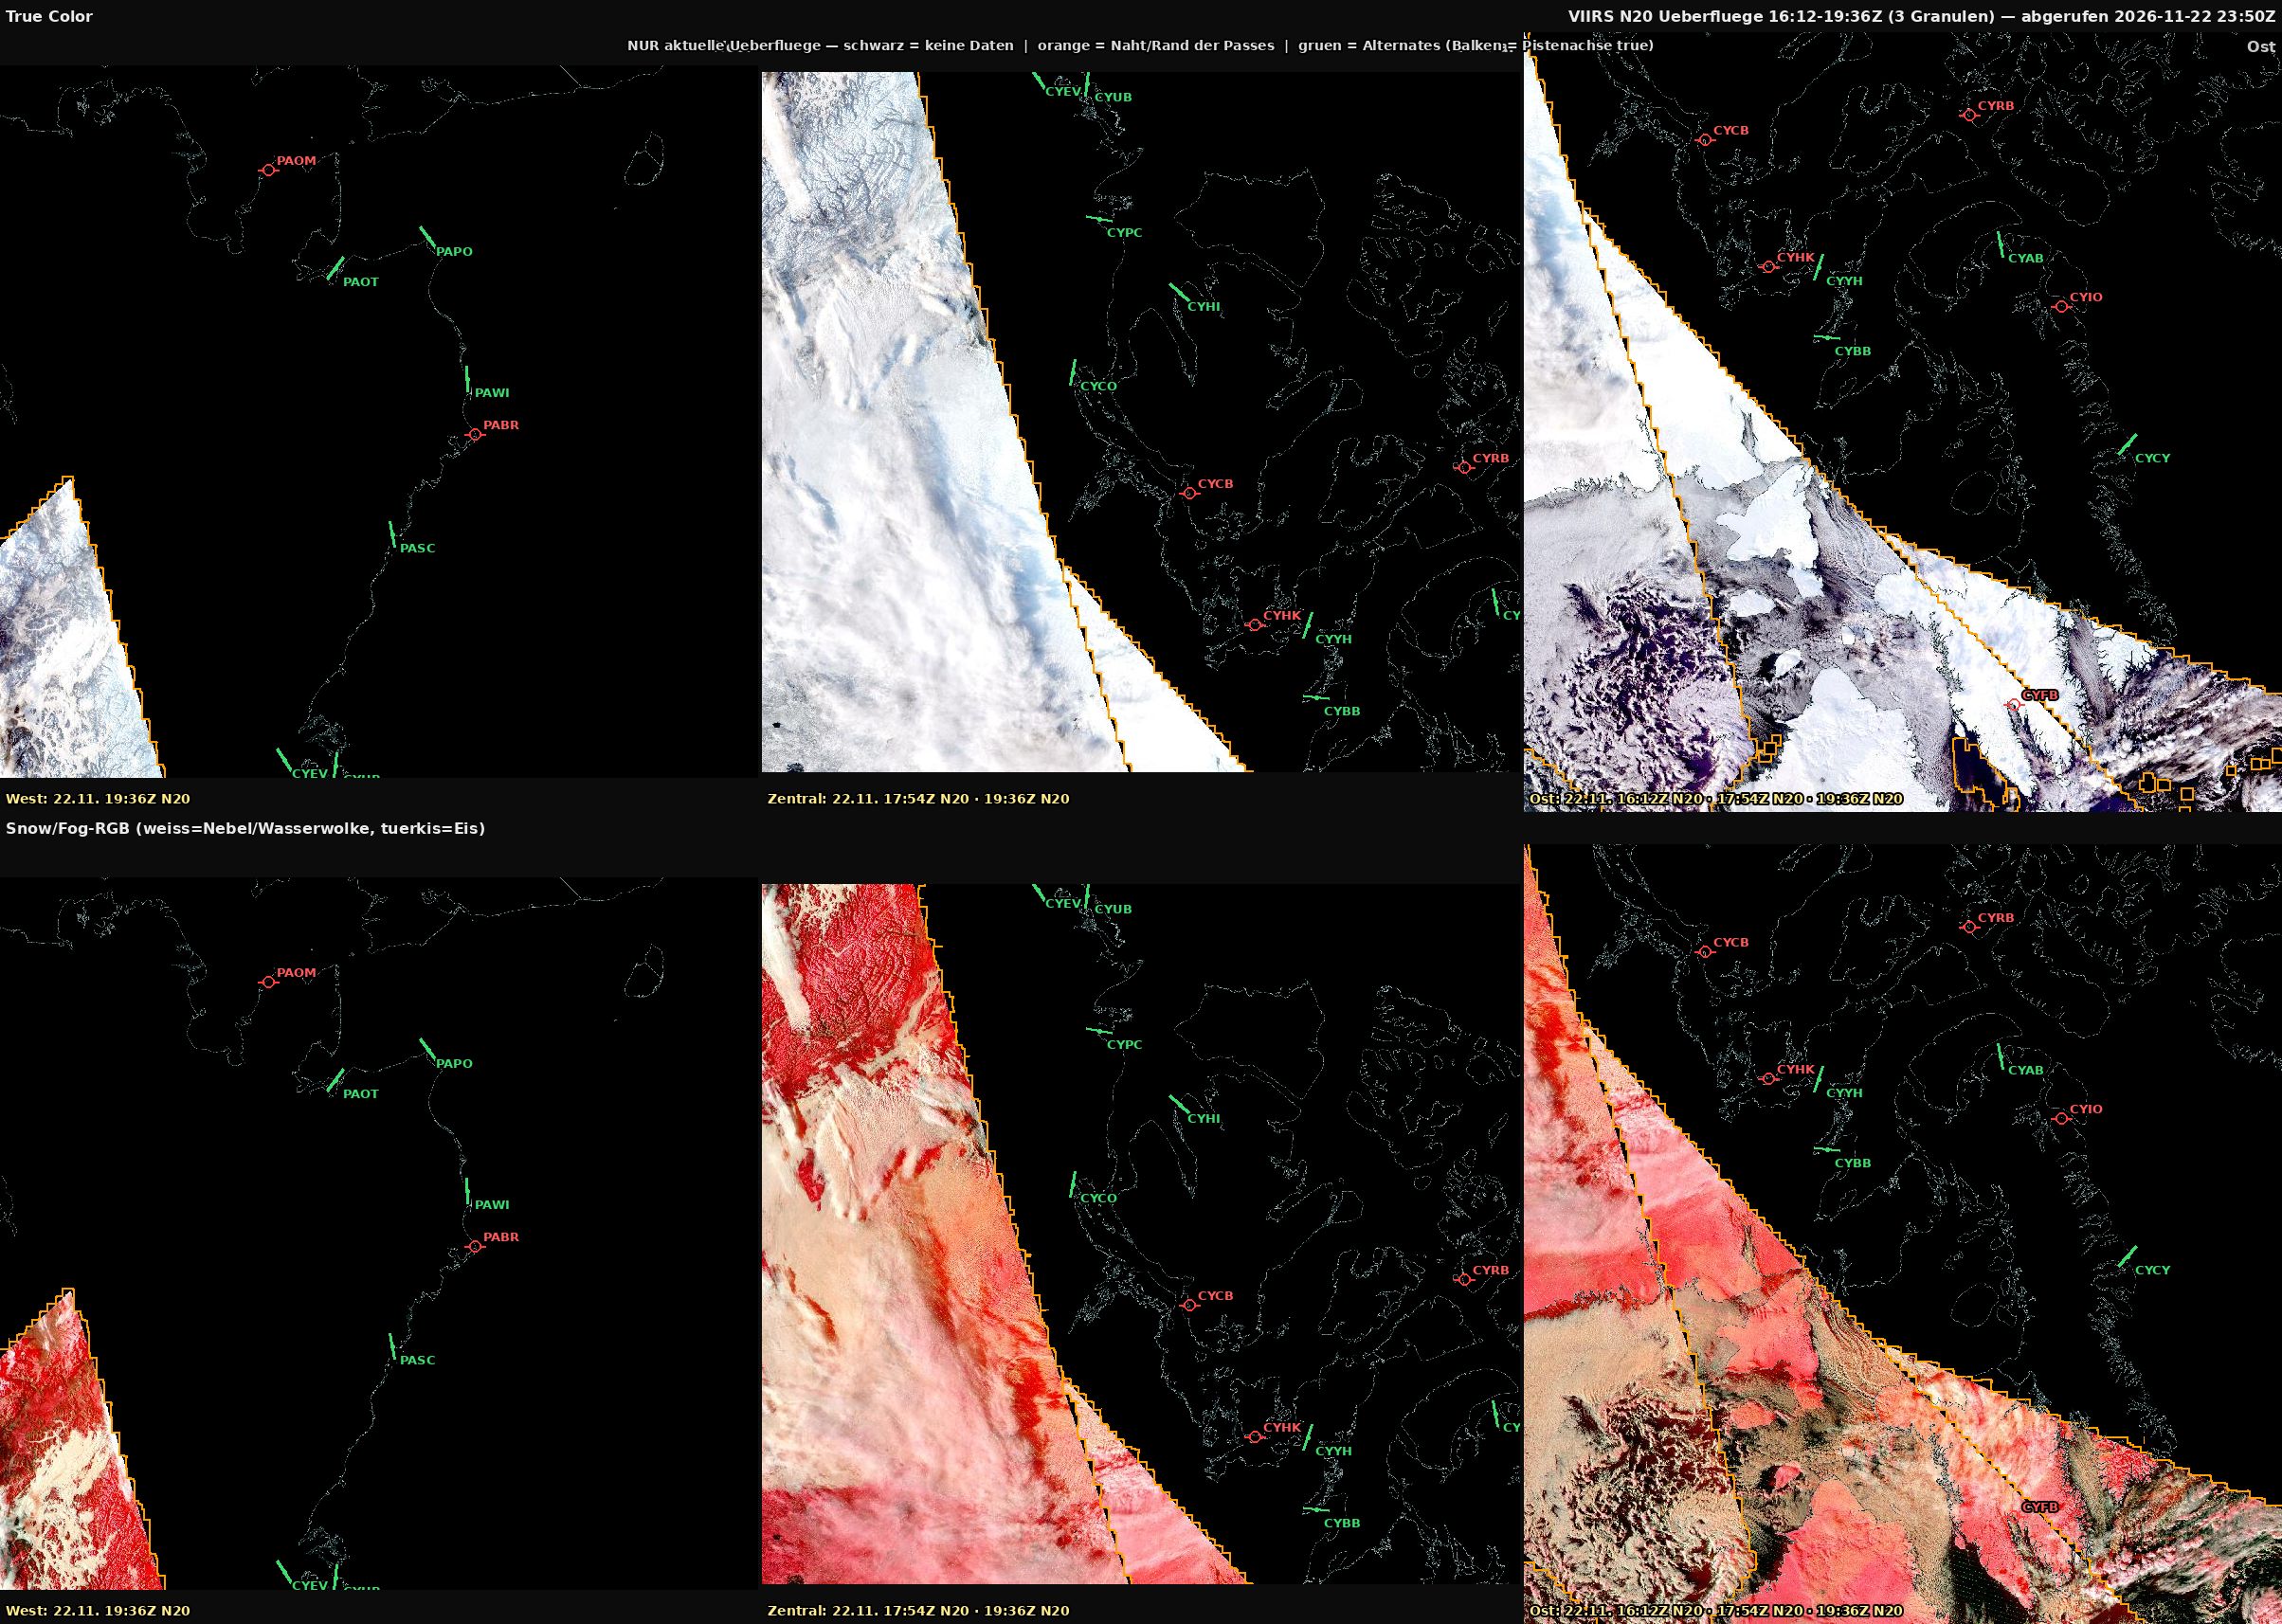 True Color
VIIRS N20 Ueberfluege 16:12-19:36Z (3 Granulen) — abgerufen 2026-11-22 23:50Z
NUR aktuelle Ueberfluege — schwarz = keine Daten | orange = Naht/Rand der Passes | gruen = Alternates (Balken = Pistenachse true)
Ost
PAOM
PAPO
PAOT
PAWI
PABR
PASC
CYEV
CYUB
West: 22.11. 19:36Z N20
CYEV
CYUB
CYPC
CYHI
CYCO
CYRB
CYCB
CYHK
CYYH
CYBB
Zentral: 22.11. 17:54Z N20 · 19:36Z N20
CYRB
CYCB
CYHK
CYAB
CYYH
CYIO
CYBB
CYCY
CYFB
Ost: 22.11. 16:12Z N20 · 17:54Z N20 · 19:36Z N20
Snow/Fog-RGB (weiss=Nebel/Wasserwolke, tuerkis=Eis)
PAOM
PAPO
PAOT
PAWI
PABR
PASC
CYEV
CYUB
West: 22.11. 19:36Z N20
CYEV
CYUB
CYPC
CYHI
CYCO
CYRB
CYCB
CYHK
CYYH
CYBB
Zentral: 22.11. 17:54Z N20 · 19:36Z N20
CYRB
CYCB
CYHK
CYAB
CYYH
CYIO
CYBB
CYCY
CYFB
Ost: 22.11. 16:12Z N20 · 17:54Z N20 · 19:36Z N20